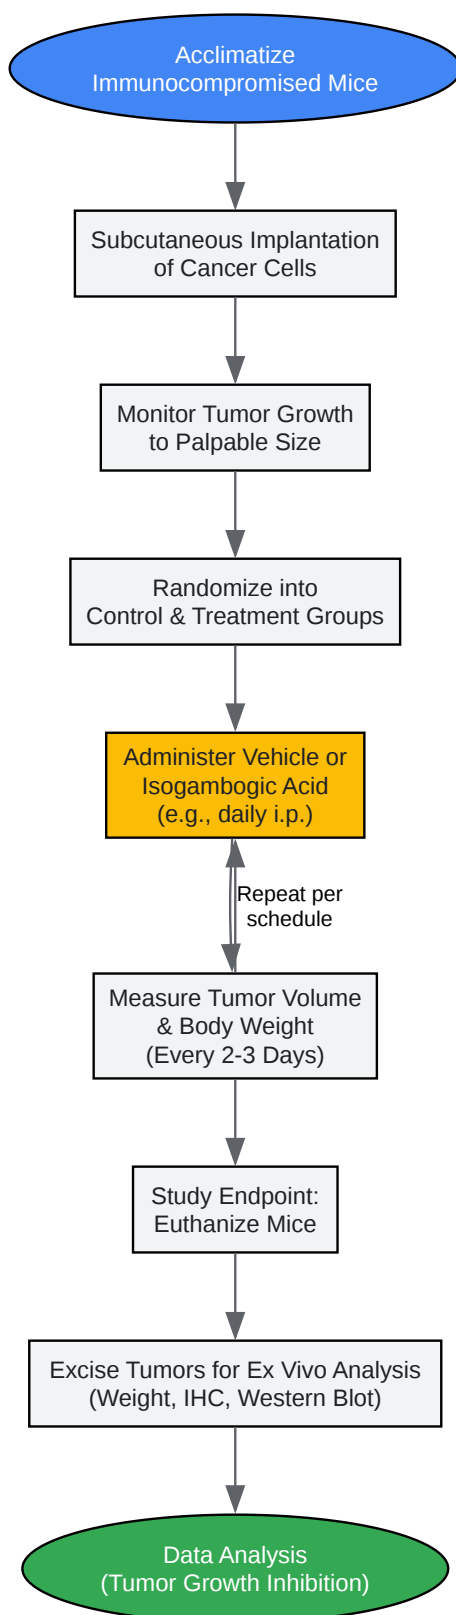 Acclimatize
Immunocompromised Mice
Subcutaneous Implantation
of Cancer Cells
Monitor Tumor Growth
to Palpable Size
Randomize into
Control & Treatment Groups
Administer Vehicle or
Isogambogic Acid
(e.g., daily i.p.)
Repeat per
schedule
Measure Tumor Volume
& Body Weight
(Every 2-3 Days)
Study Endpoint:
Euthanize Mice
Excise Tumors for Ex Vivo Analysis
(Weight, IHC, Western Blot)
Data Analysis
(Tumor Growth Inhibition)